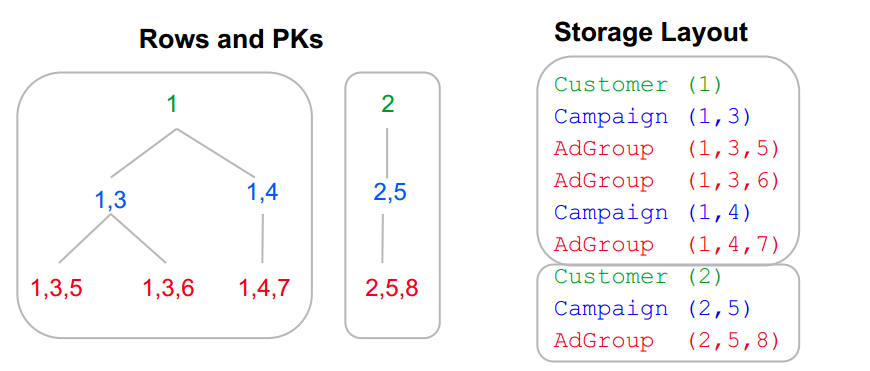 Rows and PKs
1
1,3
1,4
1,3,5
1,3,6
1,4,7
2
2,5
2,5,8
Storage Layout
Customer (1)
Campaign (1,3)
AdGroup (1,3,5)
AdGroup (1,3,6)
Campaign (1,4)
AdGroup (1,4,7)
Customer (2)
Campaign (2,5)
AdGroup (2,5,8)